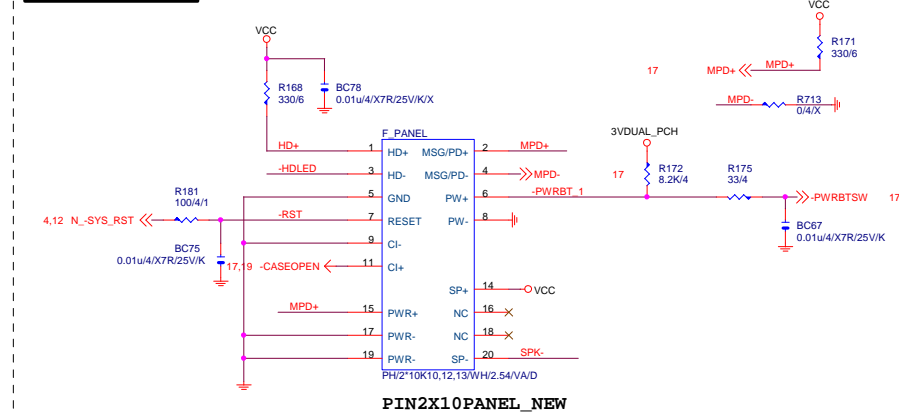 VCC
VCC
R171
330/6
17 MPD+ MPD+
R168
330/6
BC78
0.01u/4/X7R/25V/K/X
MPD- R713
0/4/X
F_PANEL
3VDUAL_PCH
HD+ 1 HD+ MSG/PD+ 2 MPD+
-HDLED 3 HD- MSG/PD- 4 MPD- 17
R172
8.2K/4
R175
33/4
5 GND PW+ 6 -PWRBT_1 -PWRBTSW 17
R181
100/4/1
4,12 N_-SYS_RST -RST 7 RESET PW- 8
BC67
0.01u/4/X7R/25V/K
9 CI-
BC75
0.01u/4/X7R/25V/K
17,19 -CASEOPEN 11 CI+
SP+ 14 VCC
MPD+ 15 PWR+ NC 16
17 PWR- NC 18
19 PWR- SP- 20 SPK-
PH/2*10K10,12,13/WH/2.54/VA/D
PIN2X10PANEL_NEW